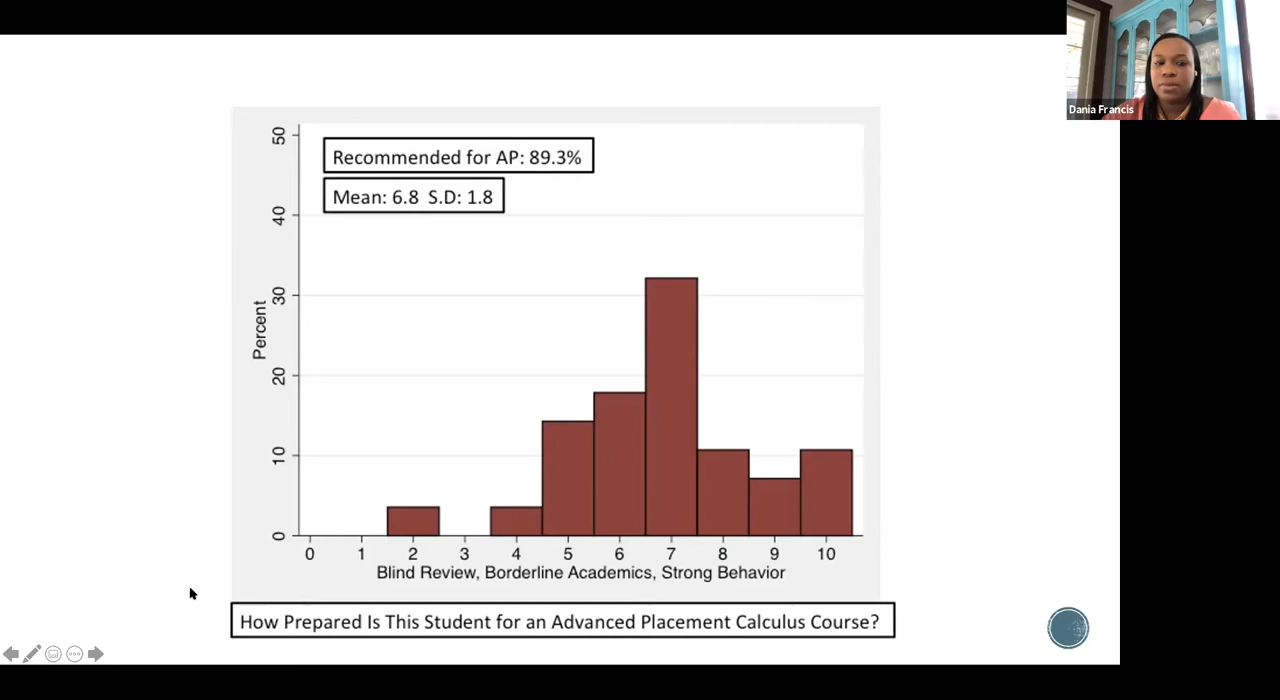 Dania Francis
Recommended for AP: 89.3%
Mean: 6.8 S.D: 1.8
Percent
50
40
30
20
10
0
0 1 2 3 4 5 6 7 8 9 10
Blind Review, Borderline Academics, Strong Behavior
How Prepared Is This Student for an Advanced Placement Calculus Course?